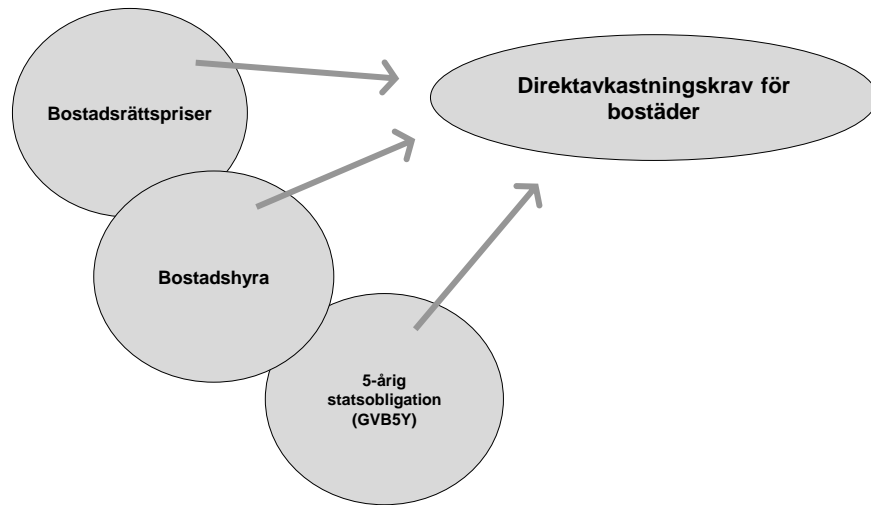 Direktavkastningskrav för
bostäder
Bostadsrättspriser
Bostadshyra
5-årig
statsobligation
(GVB5Y)